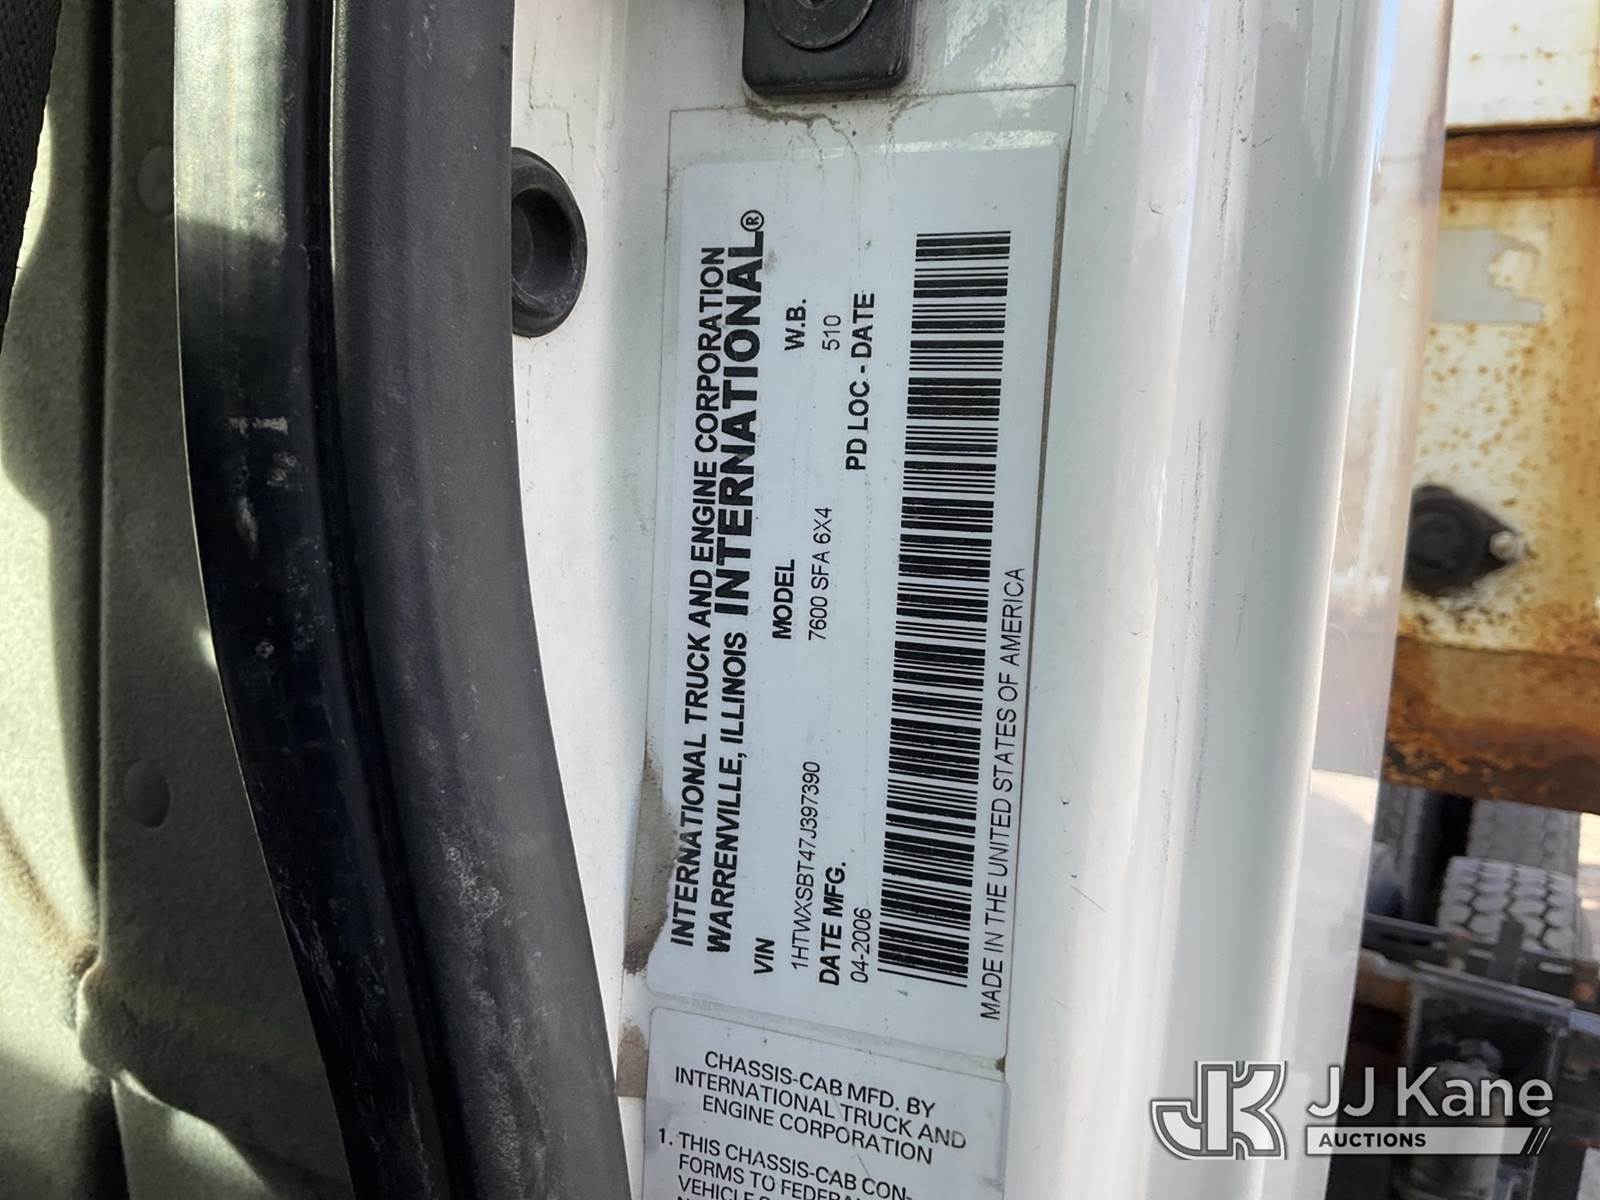 INTERNATIONAL TRUCK AND ENGINE CORPORATION
WARRENVILLE, ILLINOIS INTERNATIONAL®
VIN MODEL W.B.
1HTWXSBT47J397390 7600 SFA 6X4 510
DATE MFG. PD LOC - DATE
04-2006
MADE IN THE UNITED STATES OF AMERICA
CHASSIS-CAB MFD. BY
INTERNATIONAL TRUCK AND
ENGINE CORPORATION
1. THIS CHASSIS-CAB CON-
FORMS TO FEDERAL
VEHICLE
JK JJ Kane
AUCTIONS